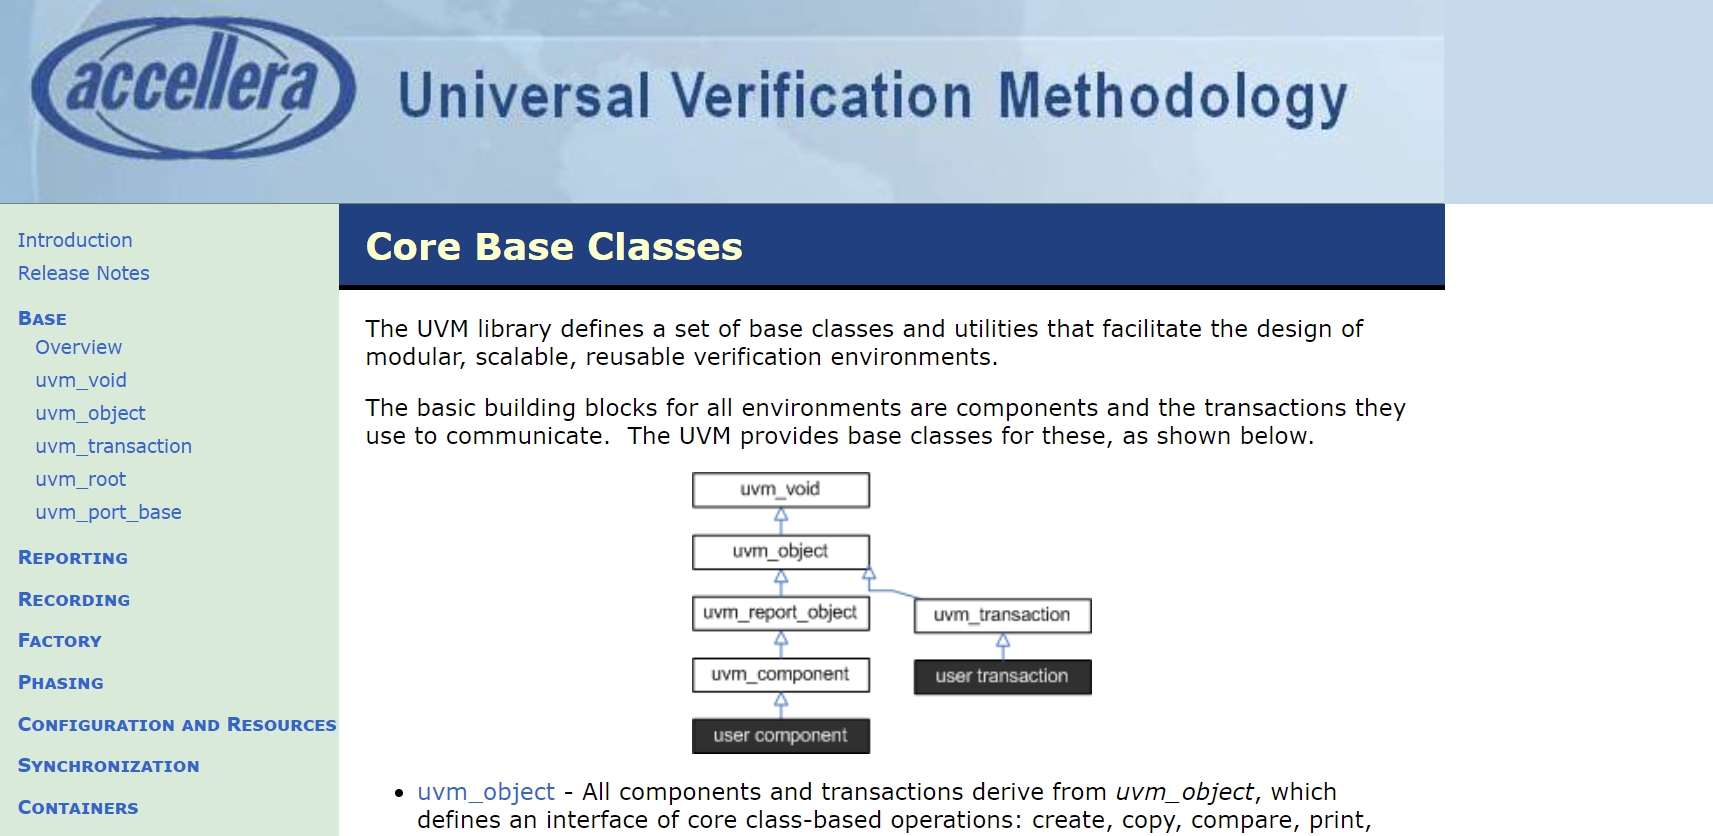 accellera
Universal Verification Methodology
Introduction
Release Notes
BASE
Overview
uvm_void
uvm_object
uvm_transaction
uvm_root
uvm_port_base
REPORTING
RECORDING
FACTORY
PHASING
CONFIGURATION AND RESOURCES
SYNCHRONIZATION
CONTAINERS
Core Base Classes
The UVM library defines a set of base classes and utilities that facilitate the design of
modular, scalable, reusable verification environments.
The basic building blocks for all environments are components and the transactions they
use to communicate.  The UVM provides base classes for these, as shown below.
uvm_void
uvm_object
uvm_report_object
uvm_transaction
uvm_component
user transaction
user component
• uvm_object - All components and transactions derive from uvm_object, which
defines an interface of core class-based operations: create, copy, compare, print,